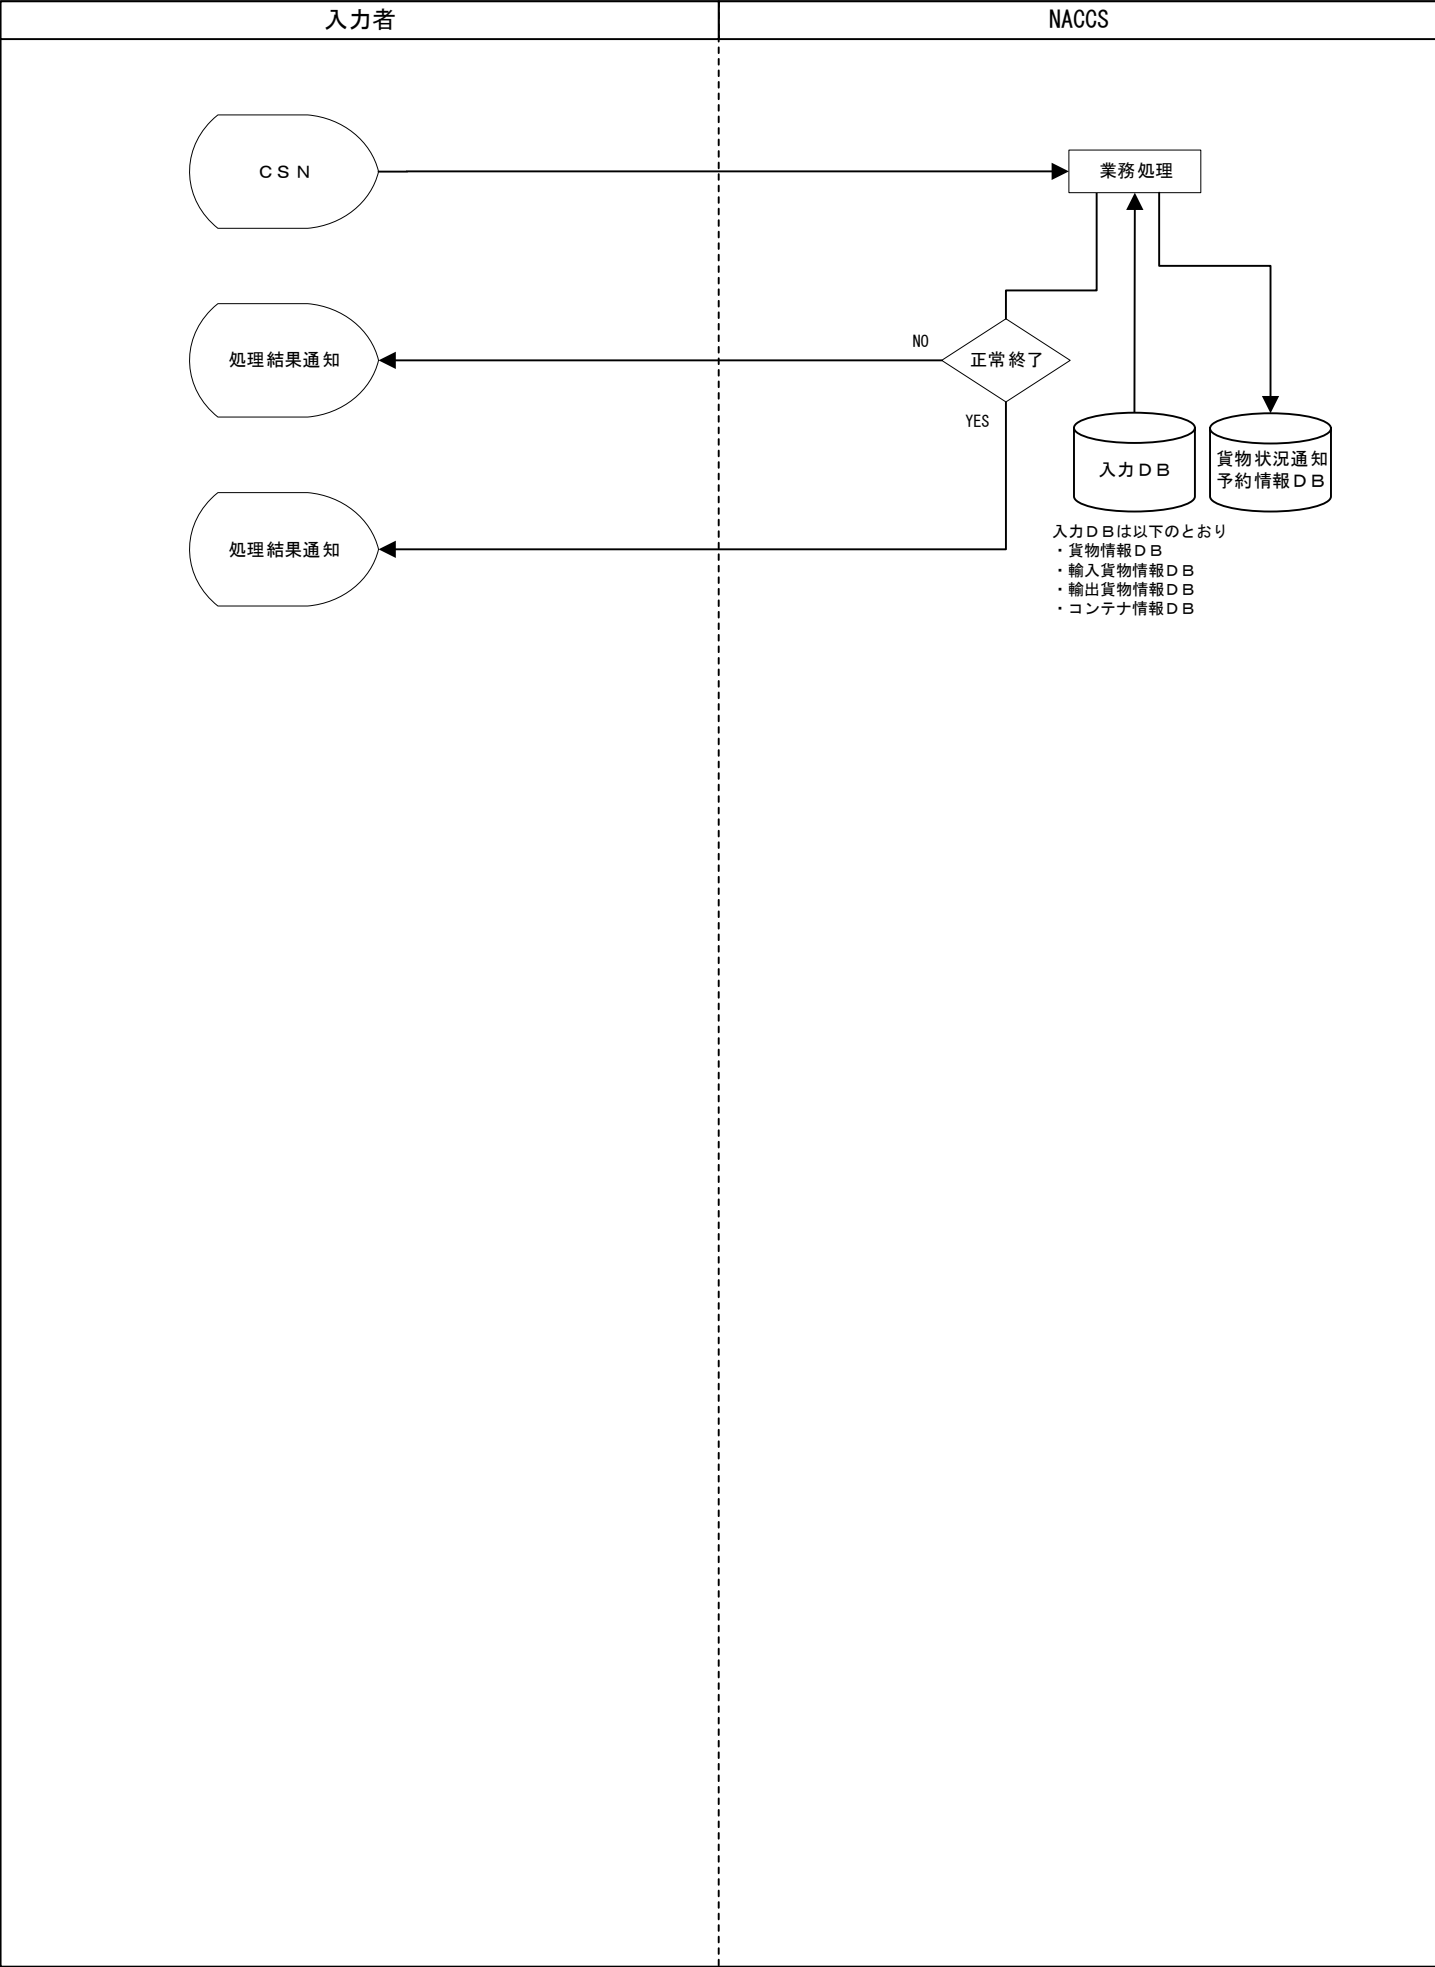 入力者
NACCS
ＣＳＮ
業務処理
処理結果通知
NO
正常終了
YES
入力ＤＢ
貨物状況通知
予約情報ＤＢ
処理結果通知
入力ＤＢは以下のとおり
・貨物情報ＤＢ
・輸入貨物情報ＤＢ
・輸出貨物情報ＤＢ
・コンテナ情報ＤＢ